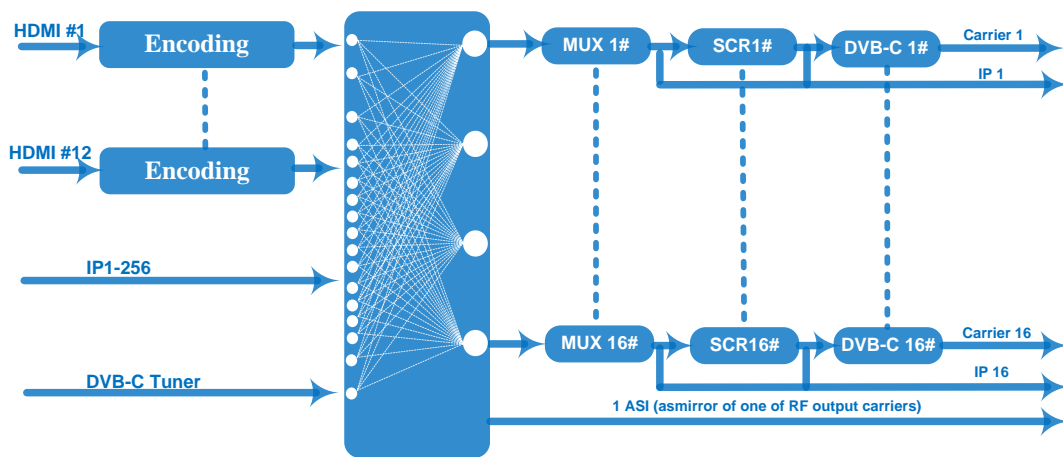 HDMI #1
Encoding
MUX 1#
SCR1#
DVB-C 1#
Carrier 1
IP 1
HDMI #12
Encoding
IP1-256
MUX 16#
SCR16#
DVB-C 16#
Carrier 16
IP 16
DVB-C Tuner
1 ASI (asmirror of one of RF output carriers)